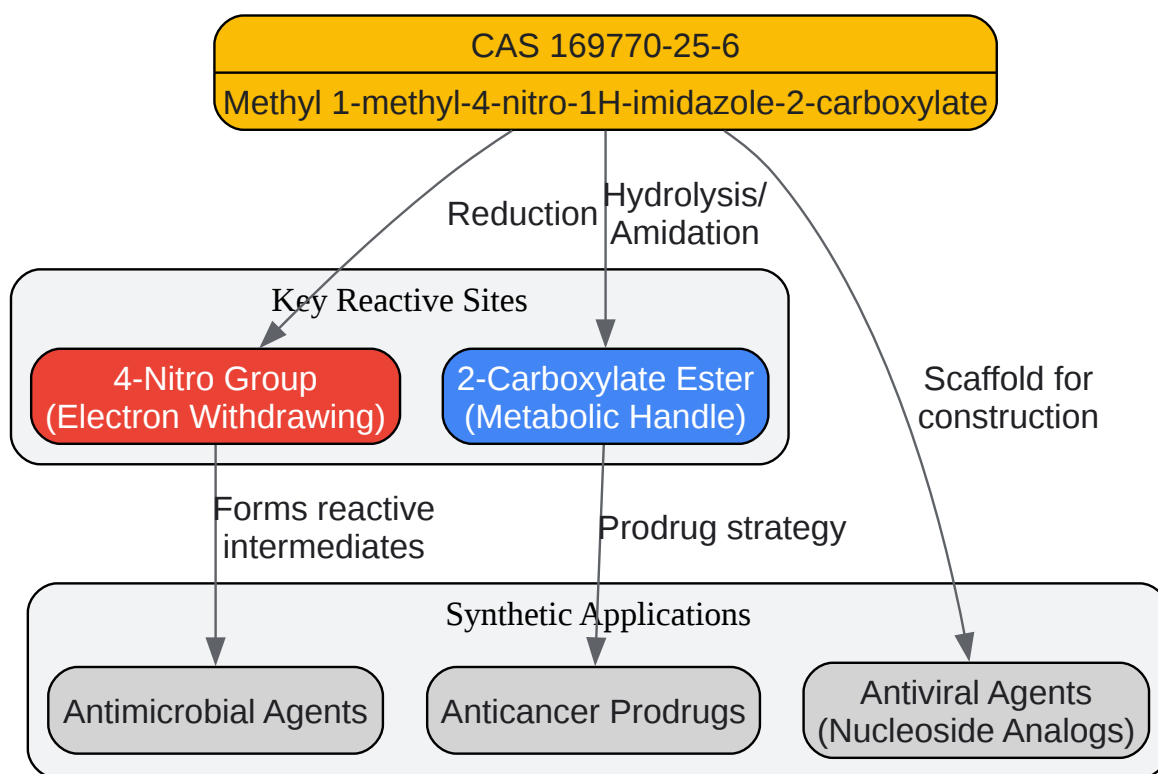 CAS 169770-25-6
Methyl 1-methyl-4-nitro-1H-imidazole-2-carboxylate
Reduction
Hydrolysis/
Amidation
Key Reactive Sites
4-Nitro Group
(Electron Withdrawing)
2-Carboxylate Ester
(Metabolic Handle)
Scaffold for
construction
Forms reactive
intermediates
Prodrug strategy
Synthetic Applications
Antimicrobial Agents
Anticancer Prodrugs
Antiviral Agents
(Nucleoside Analogs)